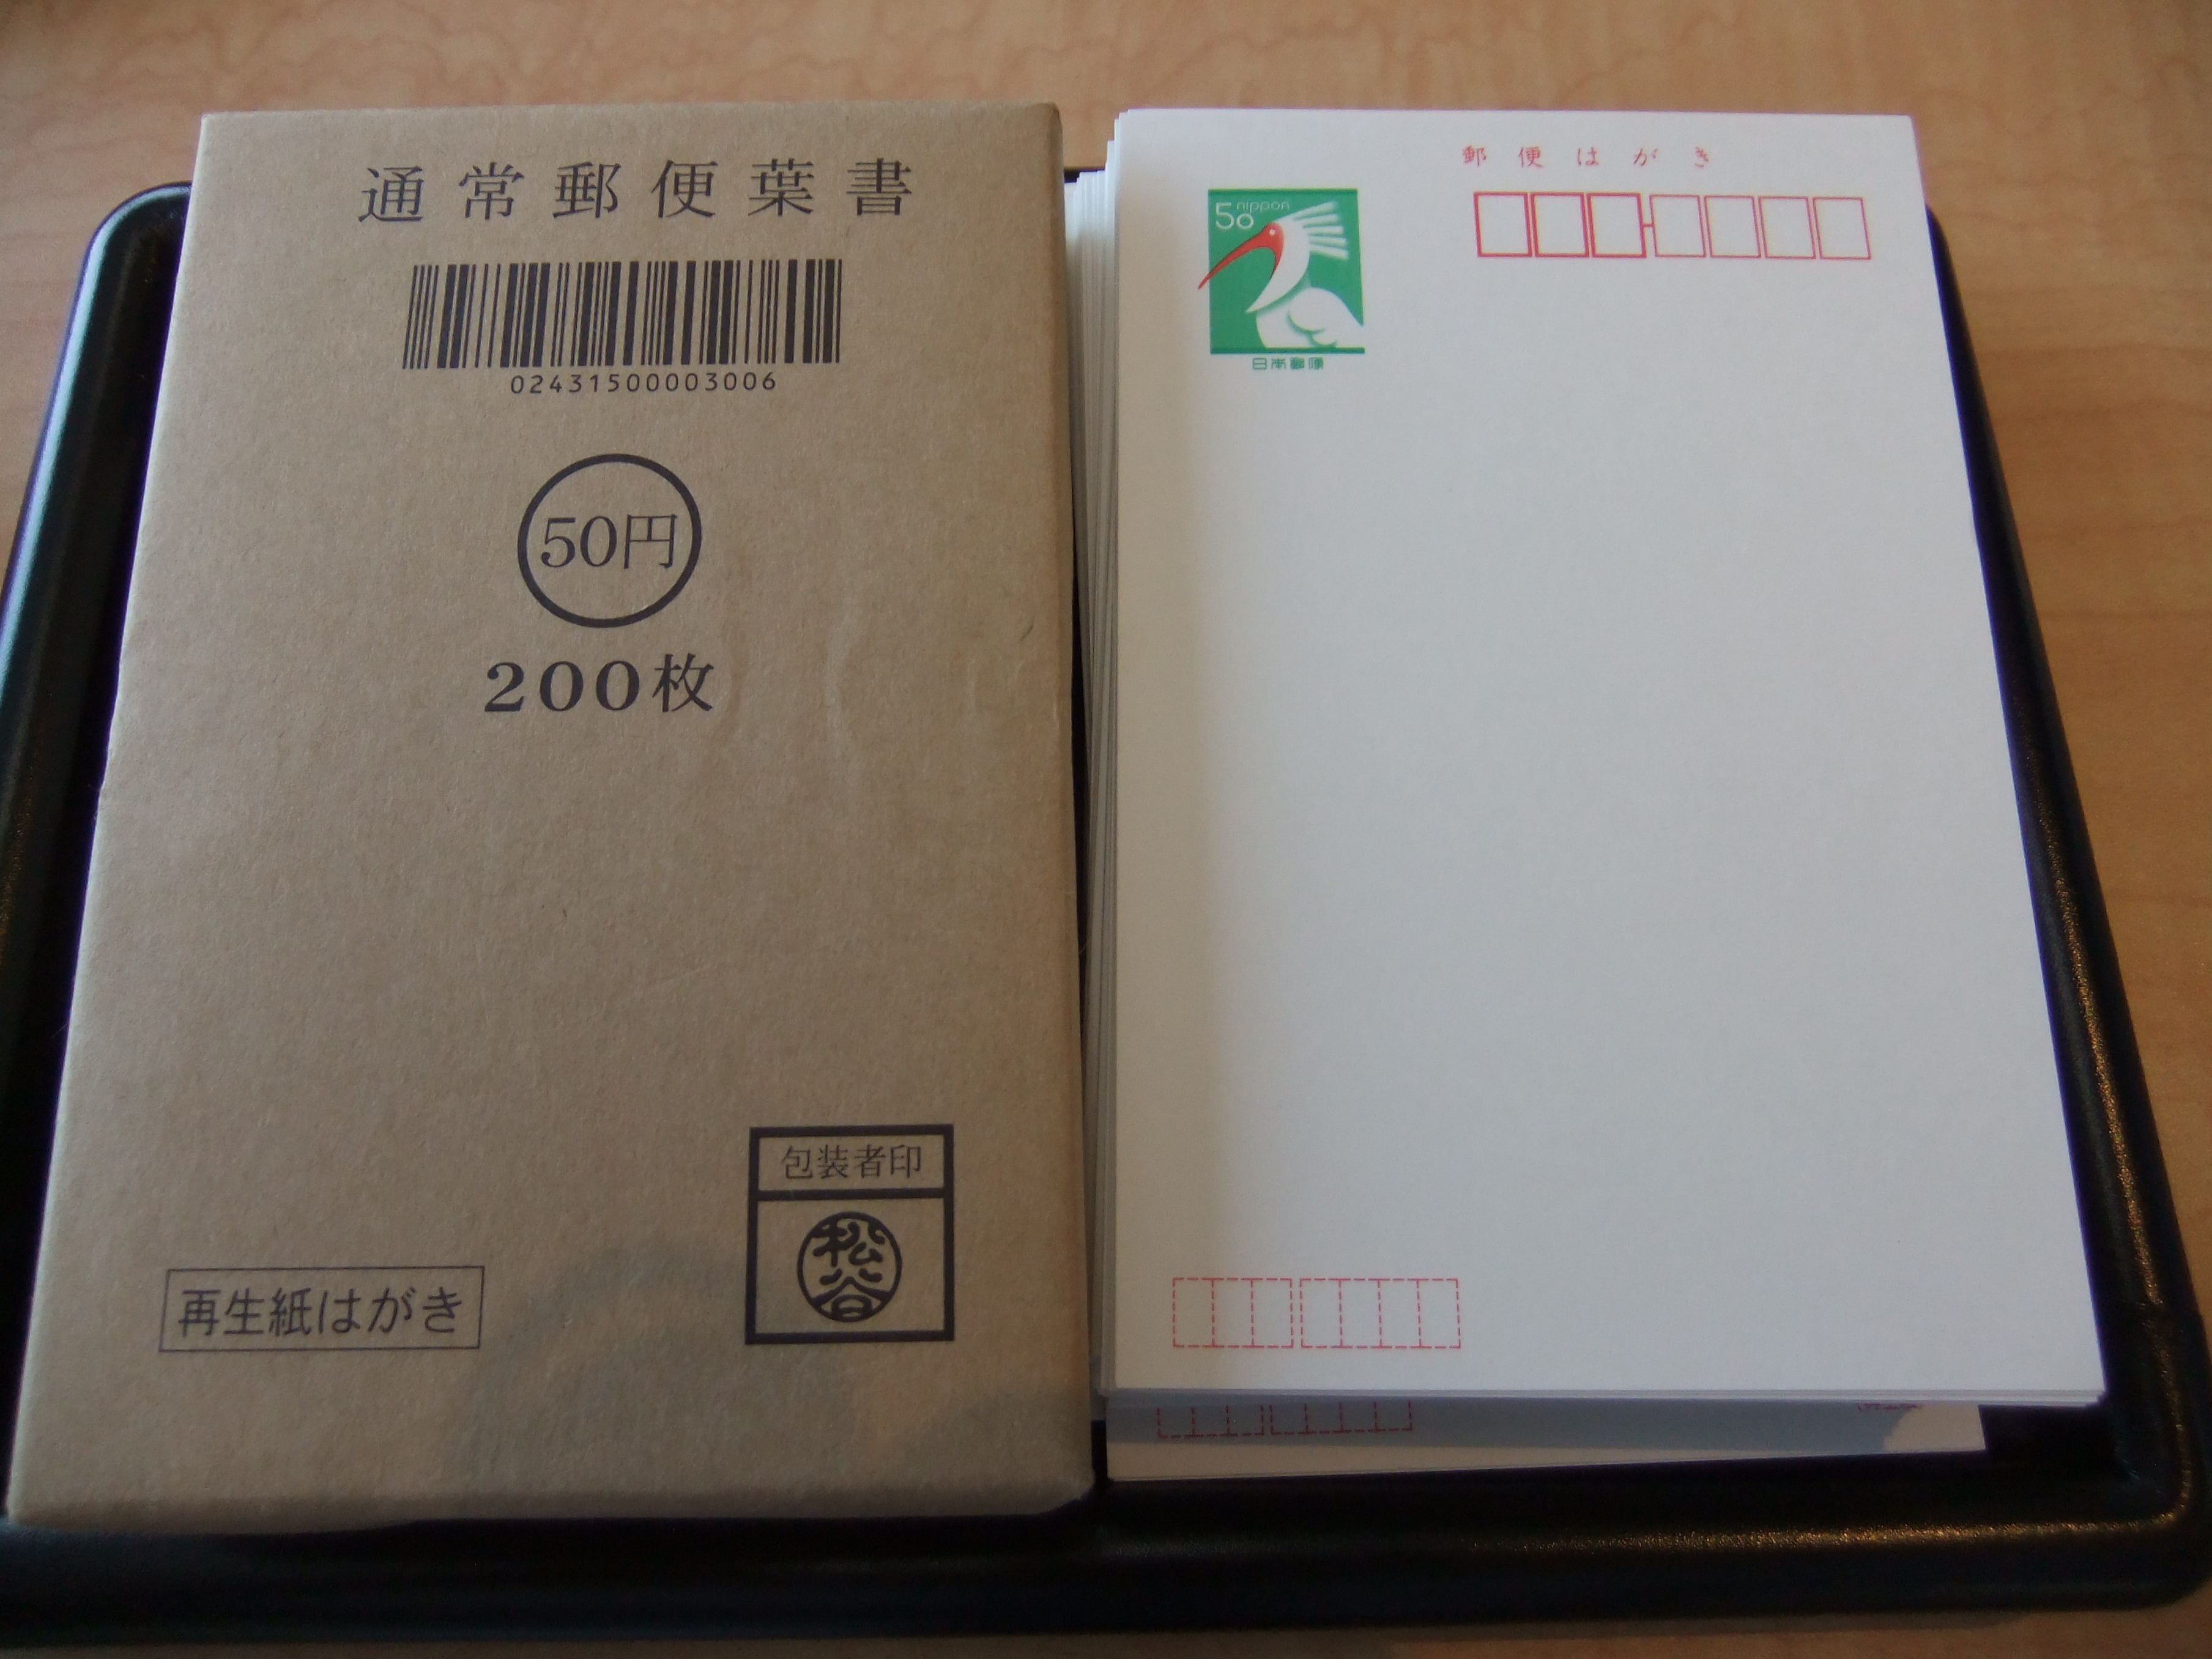 通常郵便葉書
02431500003006
50円
200枚
包装者印
松谷
再生紙はがき
郵便はがき
50 nippon
日本郵便